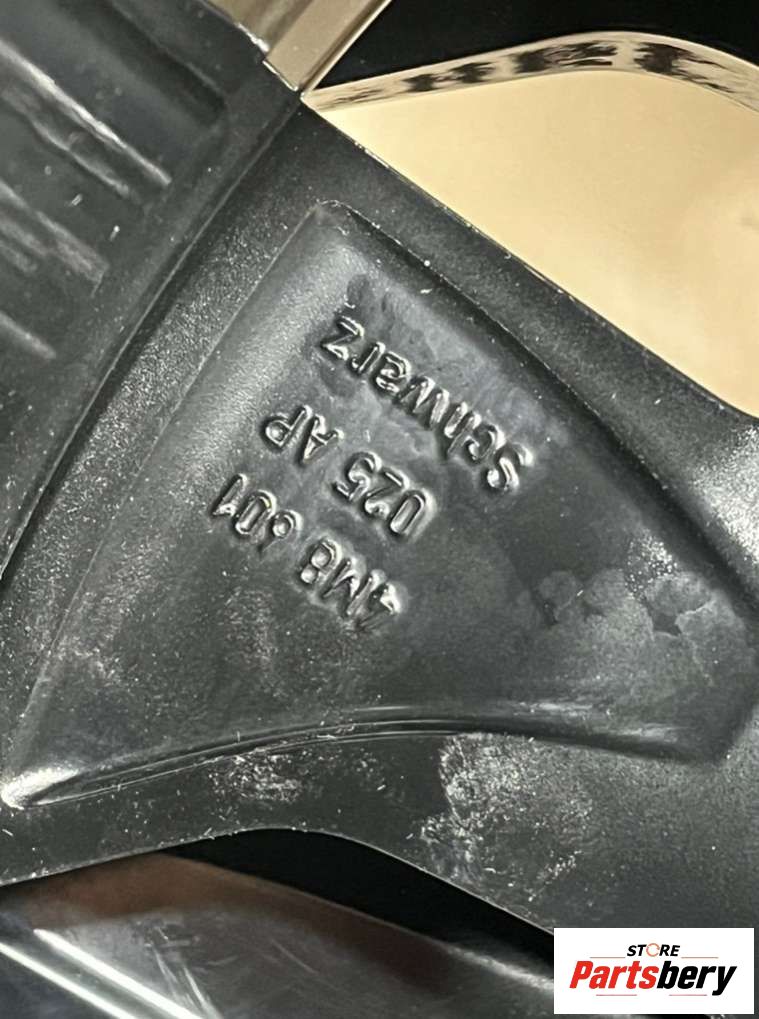 4M8 601
025 AP
Schwarz
STORE
Partsbery